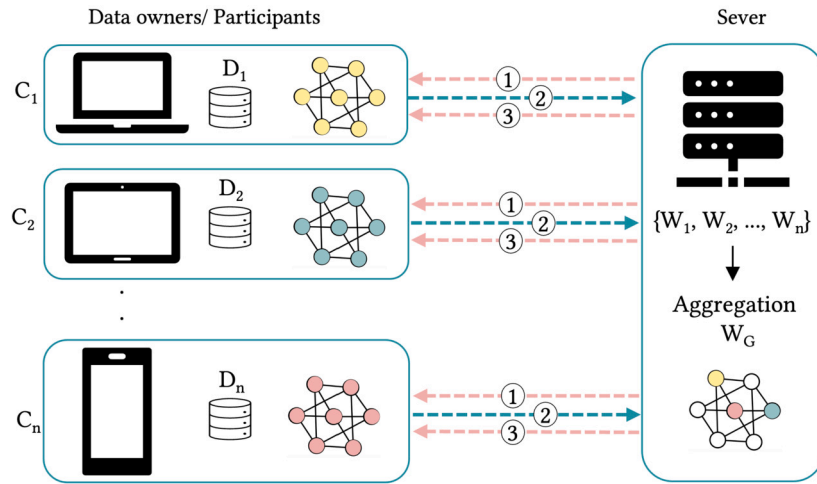 Data owners/ Participants
Sever
C₁
D₁
1
2
3
C₂
D₂
1
2
3
{W₁, W₂, ..., Wₙ}
Aggregation
W_G
Cₙ
Dₙ
1
2
3